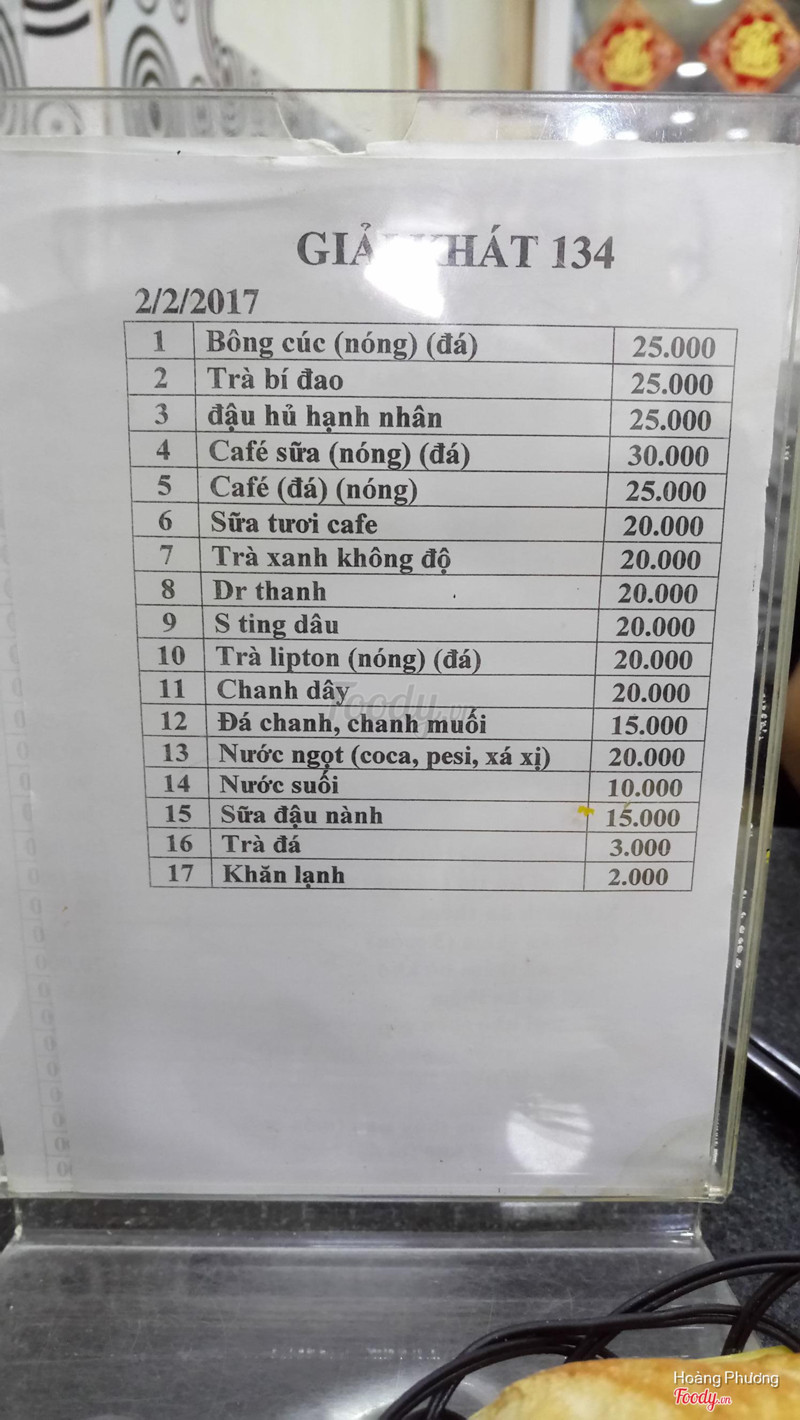 GIẢI KHÁT 134
2/2/2017
1 Bông cúc (nóng) (đá) 25.000
2 Trà bí đao 25.000
3 đậu hủ hạnh nhân 25.000
4 Café sữa (nóng) (đá) 30.000
5 Café (đá) (nóng) 25.000
6 Sữa tươi cafe 20.000
7 Trà xanh không độ 20.000
8 Dr thanh 20.000
9 S ting dâu 20.000
10 Trà lipton (nóng) (đá) 20.000
11 Chanh dây 20.000
12 Đá chanh, chanh muối 15.000
13 Nước ngọt (coca, pesi, xá xị) 20.000
14 Nước suối 10.000
15 Sữa đậu nành 15.000
16 Trà đá 3.000
17 Khăn lạnh 2.000
Foody.vn
Hoàng Phương
Foody.vn